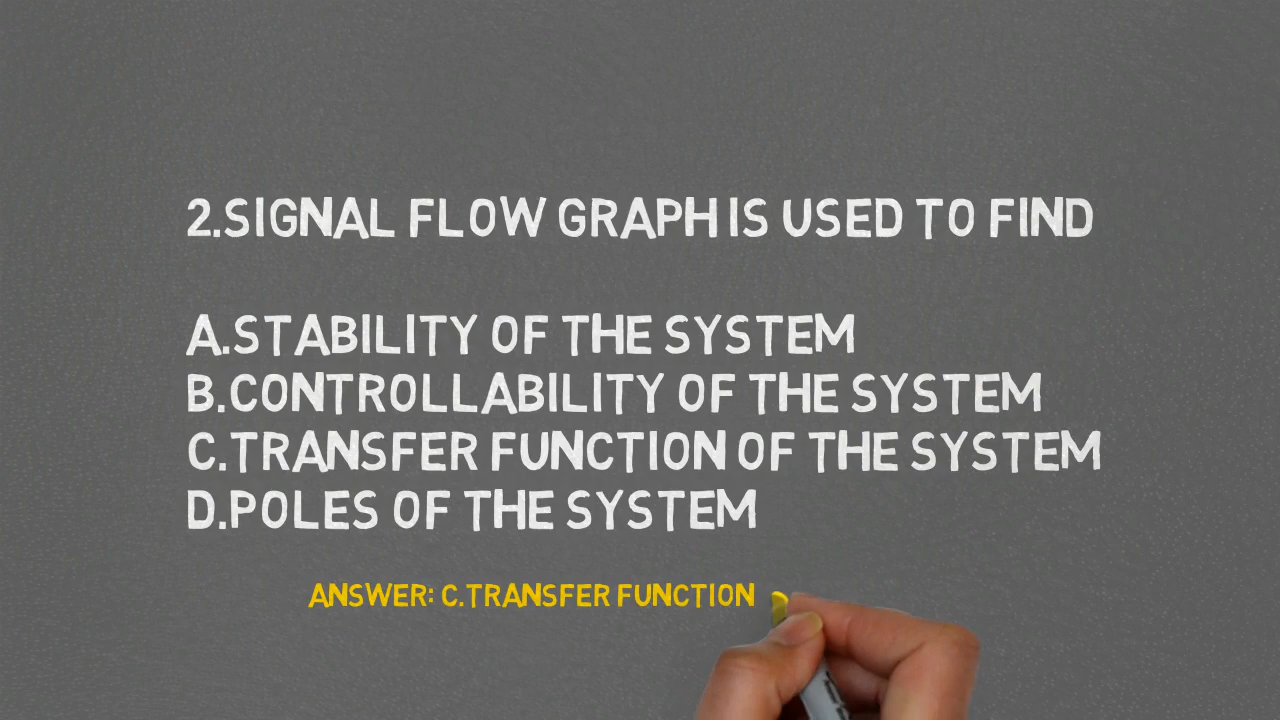 2.SIGNAL FLOW GRAPH IS USED TO FIND
A.STABILITY OF THE SYSTEM
B.CONTROLLABILITY OF THE SYSTEM
C.TRANSFER FUNCTION OF THE SYSTEM
D.POLES OF THE SYSTEM
ANSWER: C.TRANSFER FUNCTION